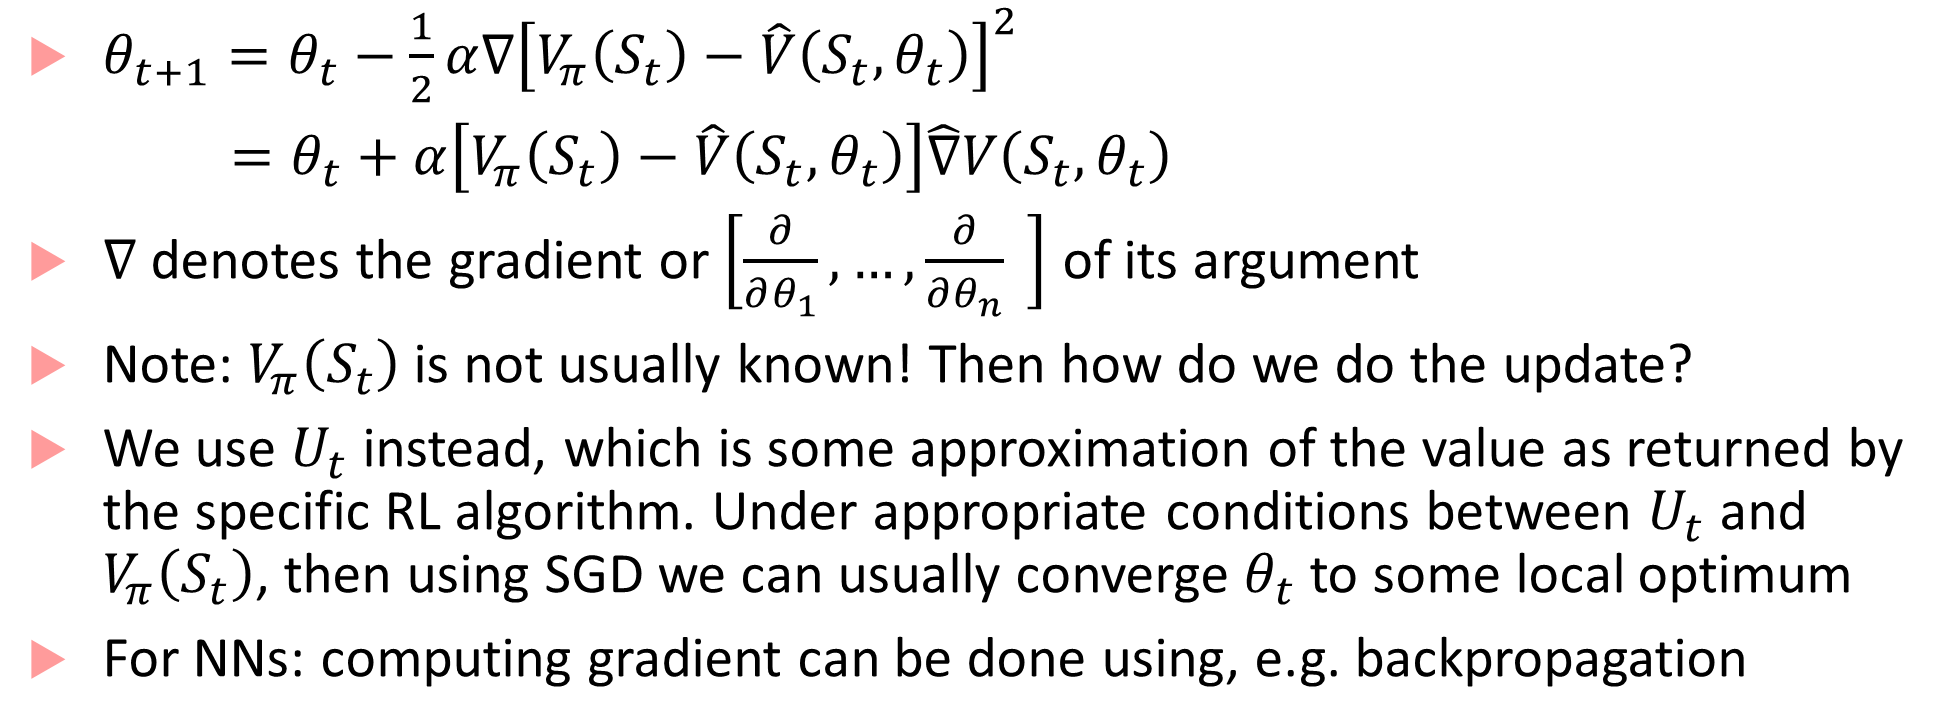 ▶ θ_{t+1} = θ_t − \frac{1}{2} α∇[V_π(S_t) − V̂(S_t, θ_t)]^2
= θ_t + α[V_π(S_t) − V̂(S_t, θ_t)]∇̂V(S_t, θ_t)
▶ ∇ denotes the gradient or [\frac{∂}{∂θ_1}, …, \frac{∂}{∂θ_n}] of its argument
▶ Note: V_π(S_t) is not usually known! Then how do we do the update?
▶ We use U_t instead, which is some approximation of the value as returned by
the specific RL algorithm. Under appropriate conditions between U_t and
V_π(S_t), then using SGD we can usually converge θ_t to some local optimum
▶ For NNs: computing gradient can be done using, e.g. backpropagation